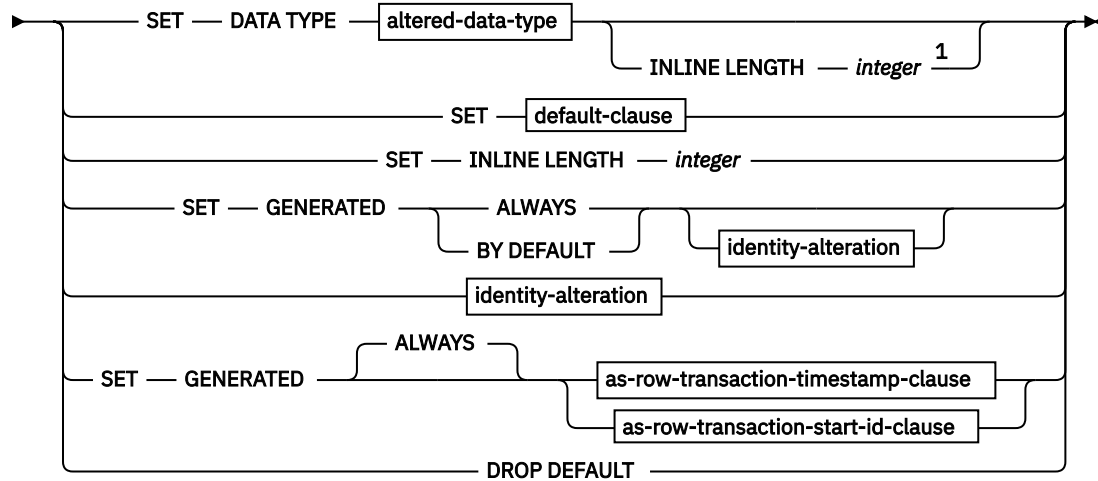 SET DATA TYPE altered-data-type
INLINE LENGTH integer 1
SET default-clause
SET INLINE LENGTH integer
SET GENERATED ALWAYS
BY DEFAULT identity-alteration
identity-alteration
ALWAYS
SET GENERATED as-row-transaction-timestamp-clause
as-row-transaction-start-id-clause
DROP DEFAULT